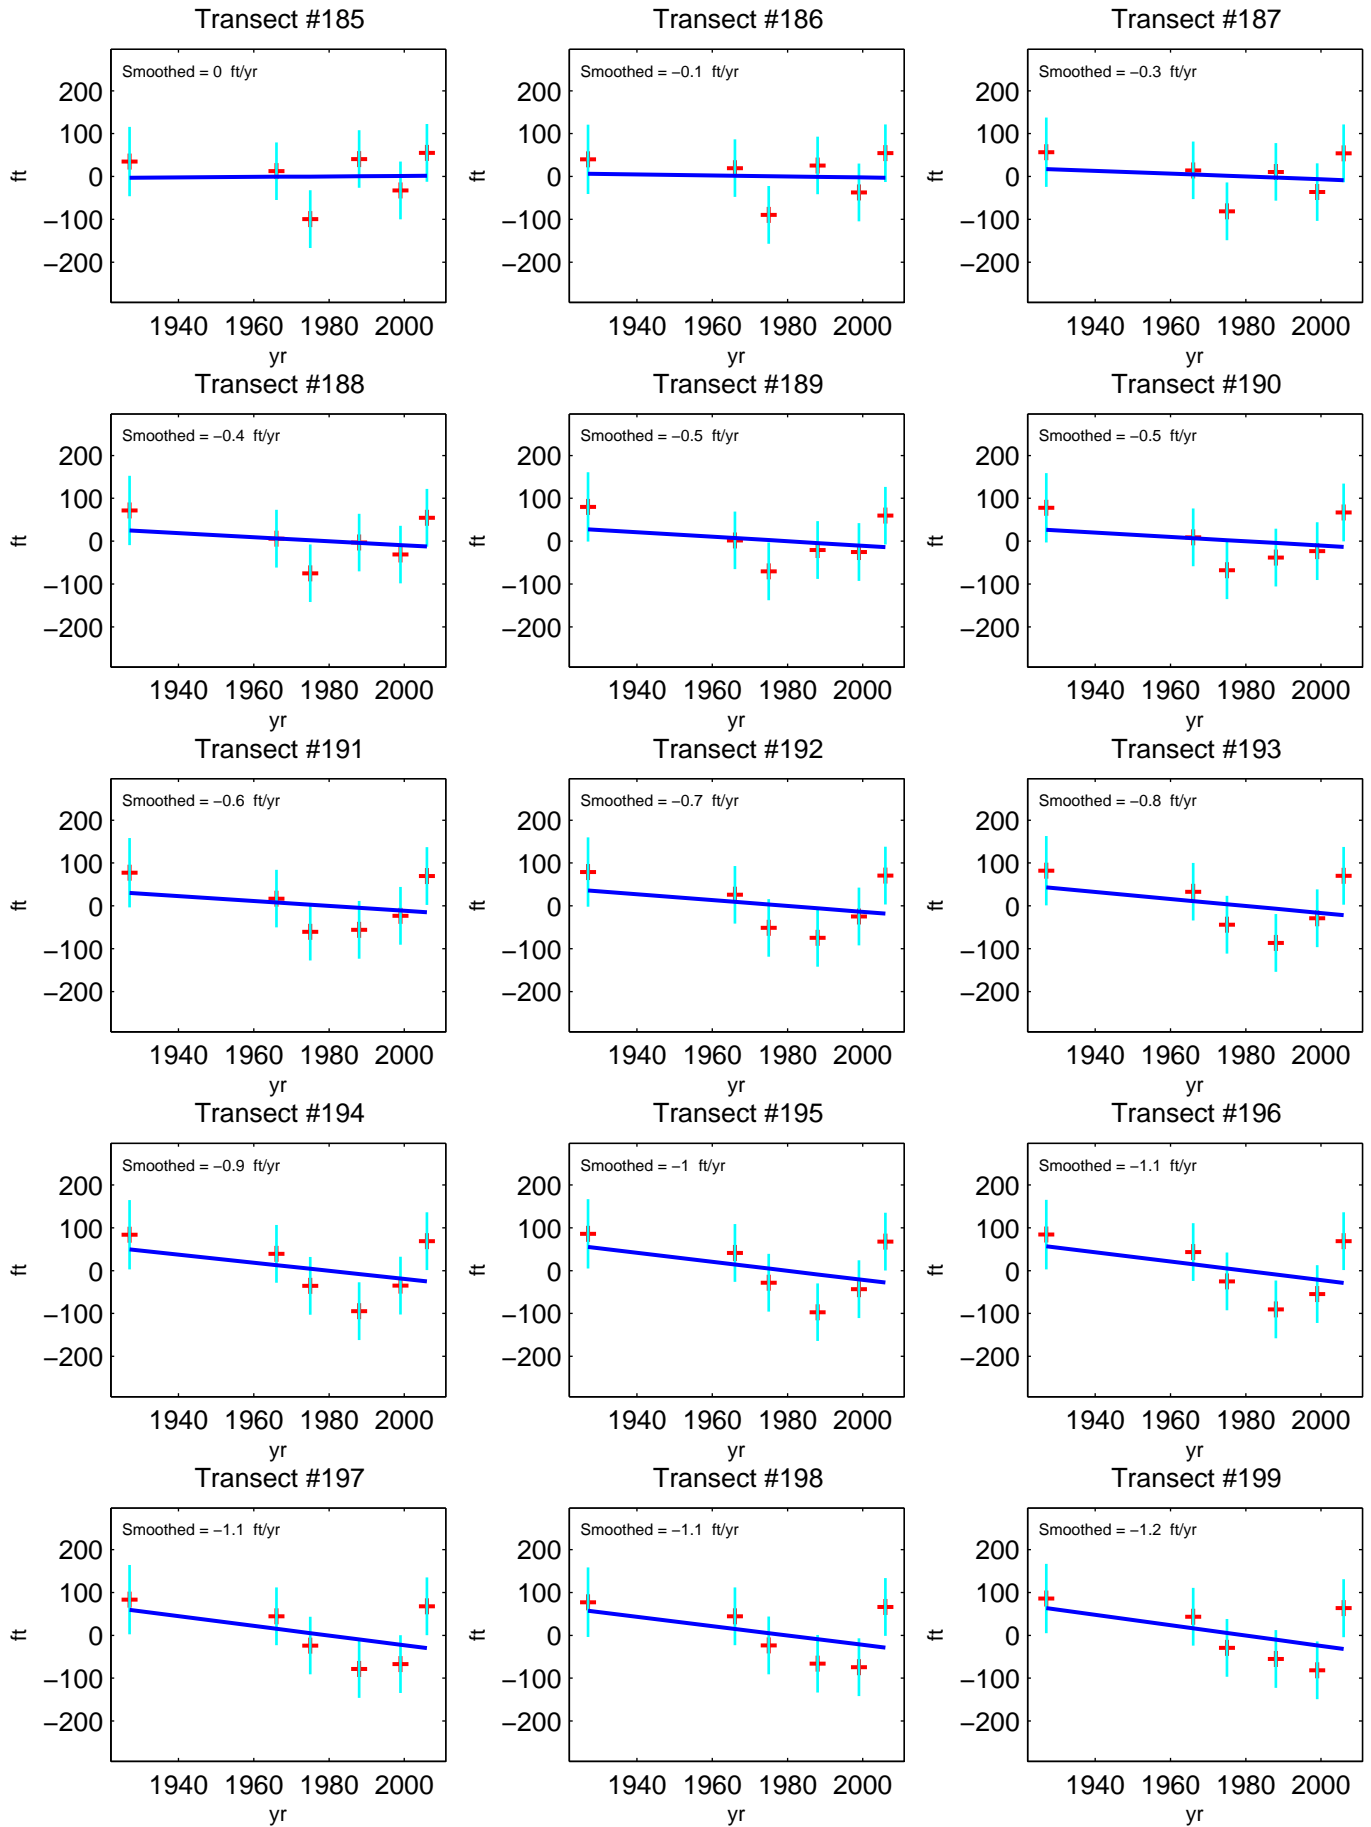 Transect #185
Transect #186
Transect #187
Smoothed = 0 ft/yr
Smoothed = −0.1 ft/yr
Smoothed = −0.3 ft/yr
200 200 200
100 100 100
ft 0 ft 0 ft 0
−100 −100 −100
−200 −200 −200
1940 1960 1980 2000 1940 1960 1980 2000 1940 1960 1980 2000
yr yr yr
Transect #188
Transect #189
Transect #190
Smoothed = −0.4 ft/yr
Smoothed = −0.5 ft/yr
Smoothed = −0.5 ft/yr
200 200 200
100 100 100
ft 0 ft 0 ft 0
−100 −100 −100
−200 −200 −200
1940 1960 1980 2000 1940 1960 1980 2000 1940 1960 1980 2000
yr yr yr
Transect #191
Transect #192
Transect #193
Smoothed = −0.6 ft/yr
Smoothed = −0.7 ft/yr
Smoothed = −0.8 ft/yr
200 200 200
100 100 100
ft 0 ft 0 ft 0
−100 −100 −100
−200 −200 −200
1940 1960 1980 2000 1940 1960 1980 2000 1940 1960 1980 2000
yr yr yr
Transect #194
Transect #195
Transect #196
Smoothed = −0.9 ft/yr
Smoothed = −1 ft/yr
Smoothed = −1.1 ft/yr
200 200 200
100 100 100
ft 0 ft 0 ft 0
−100 −100 −100
−200 −200 −200
1940 1960 1980 2000 1940 1960 1980 2000 1940 1960 1980 2000
yr yr yr
Transect #197
Transect #198
Transect #199
Smoothed = −1.1 ft/yr
Smoothed = −1.1 ft/yr
Smoothed = −1.2 ft/yr
200 200 200
100 100 100
ft 0 ft 0 ft 0
−100 −100 −100
−200 −200 −200
1940 1960 1980 2000 1940 1960 1980 2000 1940 1960 1980 2000
yr yr yr